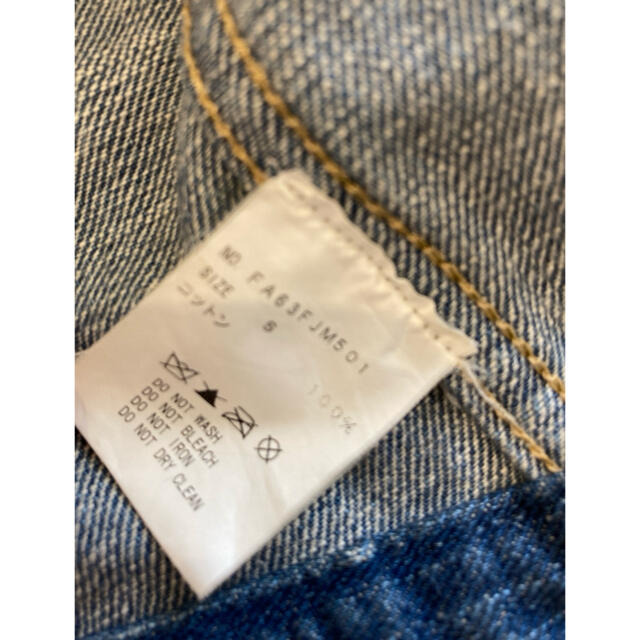 NO. FA63FJM501
SIZE 5
コットン 100%
DO NOT WASH
DO NOT BLEACH
DO NOT IRON
DO NOT DRY CLEAN